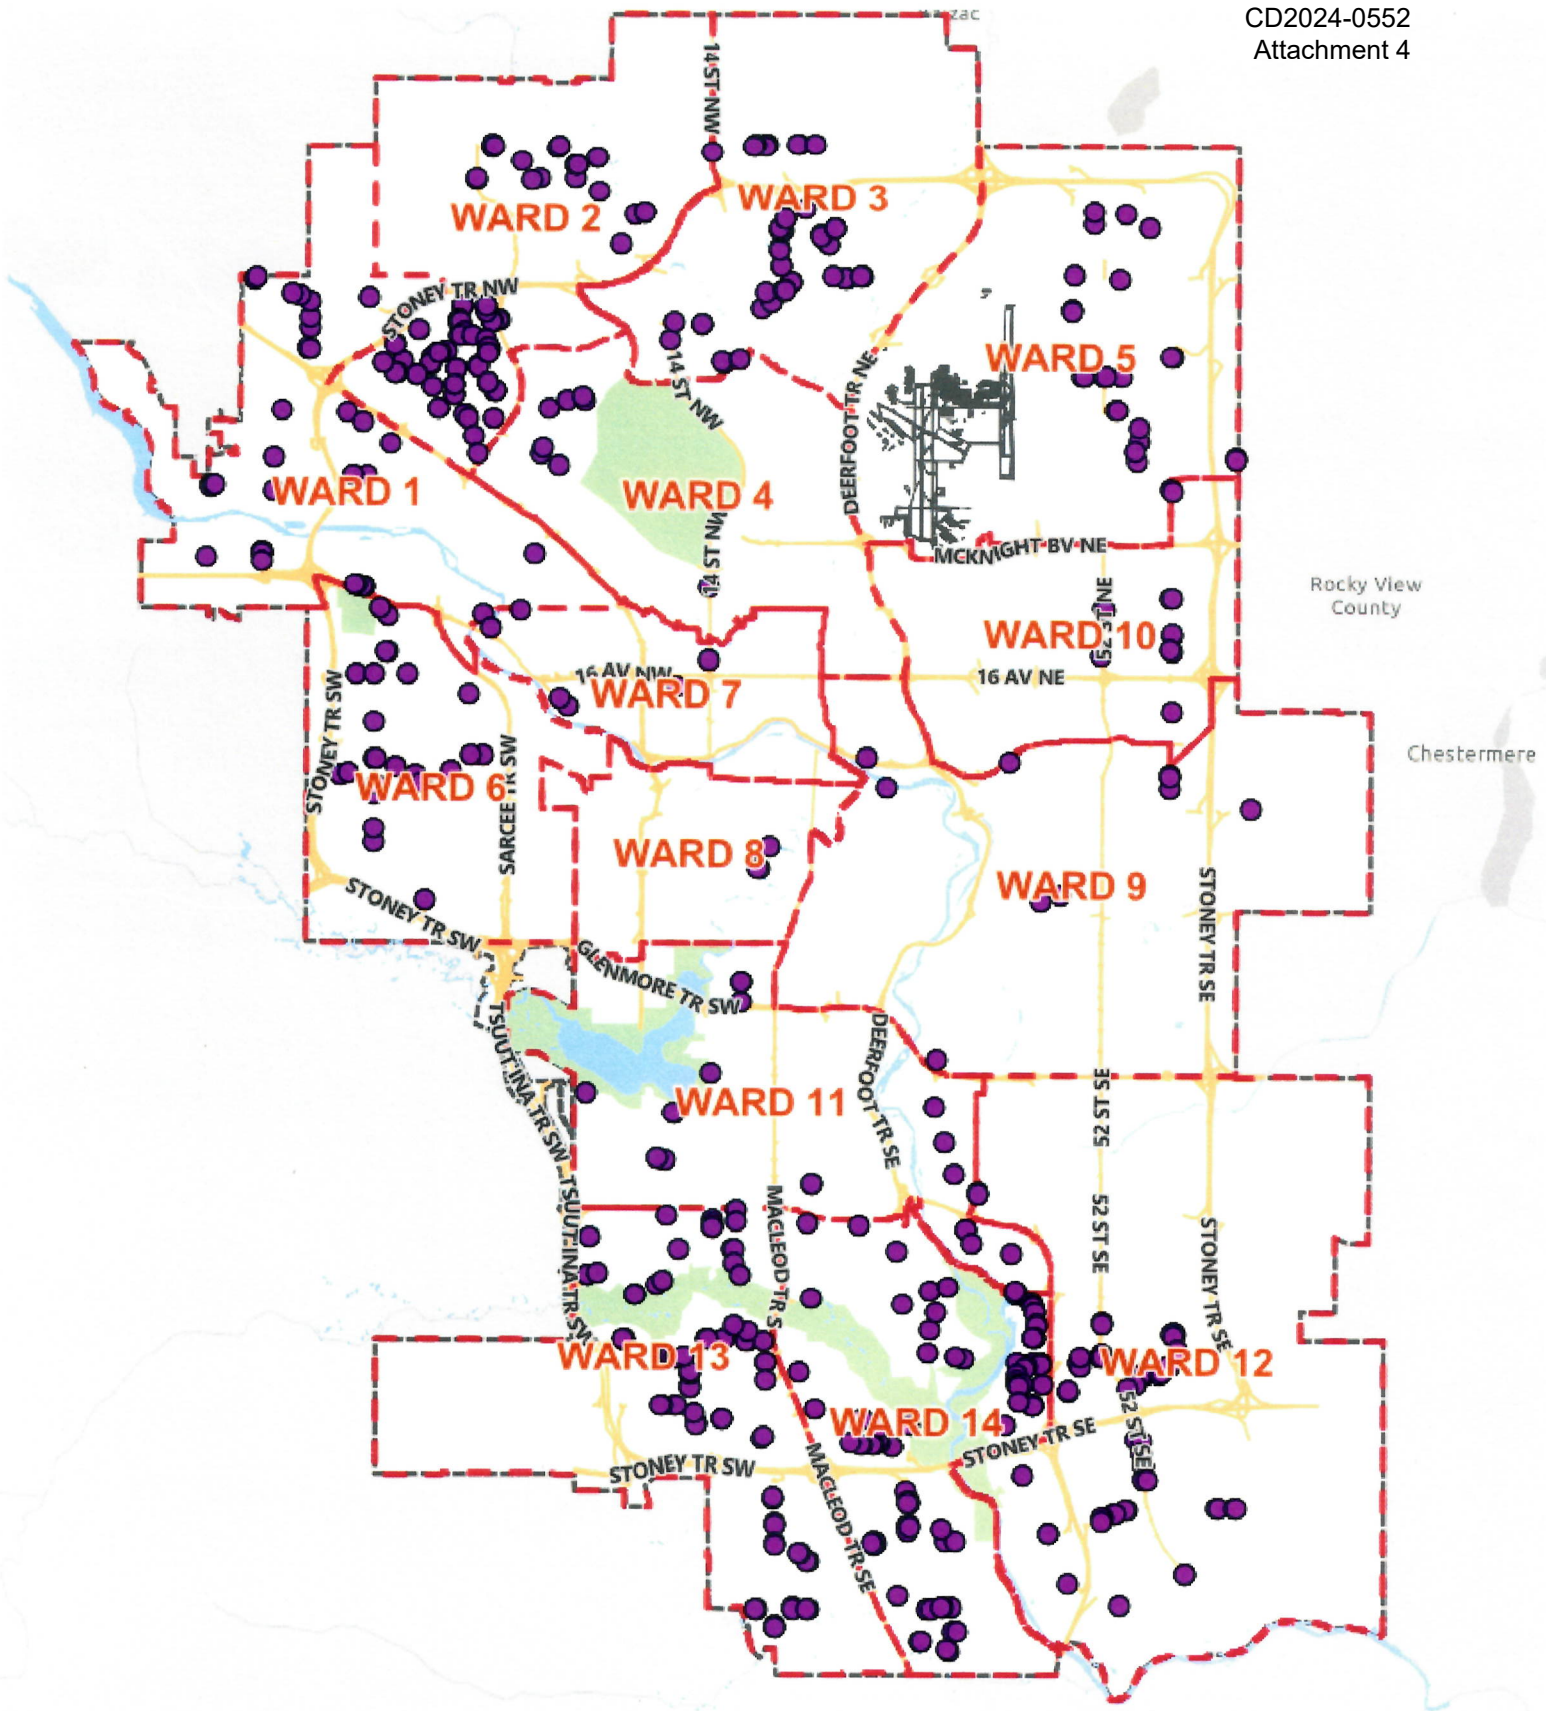 CD2024-0552
Attachment 4
14 ST NW
WARD 3
WARD 2
STONEY TR NW
WARD 5
14 ST NW
DEERFOOT TR NE
WARD 1
WARD 4
14 ST NW
MCKNIGHT BV NE
Rocky View
County
52 ST NE
WARD 10
16 AV NW
16 AV NE
WARD 7
STONEY TR SW
Chestermere
WARD 6
SARCEE TR SW
WARD 8
WARD 9
STONEY TR SW
STONEY TR SE
GLENMORE TR SW
TSUUT'INA TR SW
DEERFOOT TR SE
WARD 11
52 ST SE
TSUUT'INA TR SW
MACLEOD TR S
52 ST SE
STONEY TR SE
WARD 13
WARD 12
52 ST SE
WARD 14
STONEY TR SE
STONEY TR SW
MACLEOD TR SE